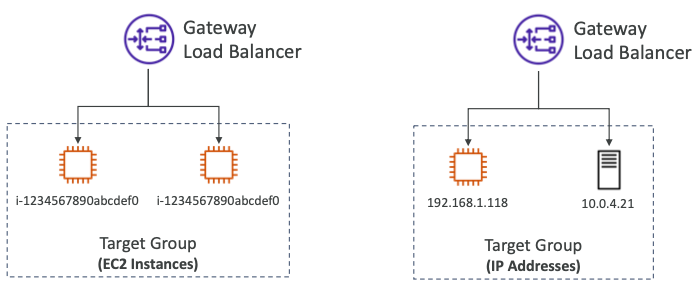 Gateway
Load Balancer
i-1234567890abcdef0
i-1234567890abcdef0
Target Group
(EC2 Instances)
Gateway
Load Balancer
192.168.1.118
10.0.4.21
Target Group
(IP Addresses)